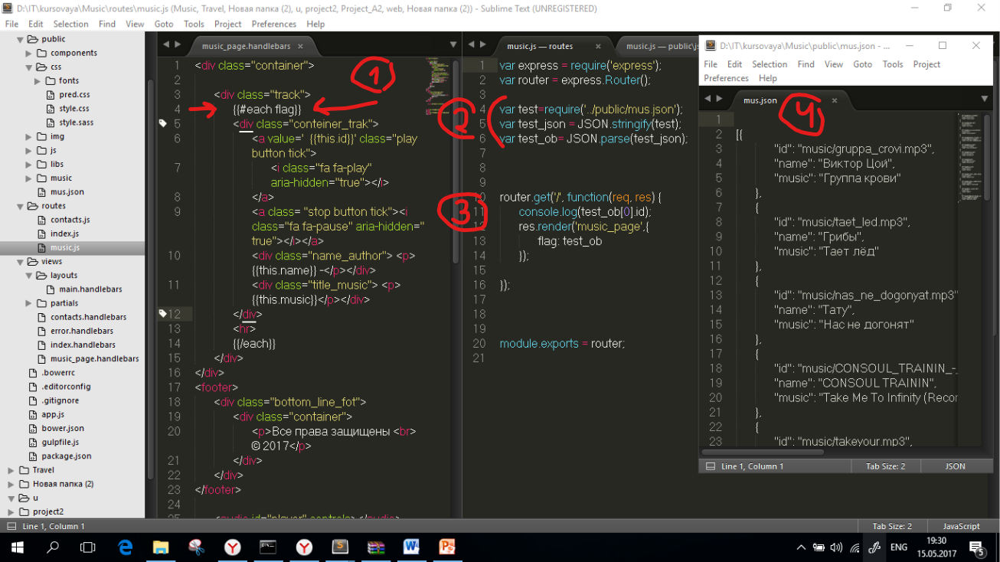 D:\IT\kursovaya\Music\routes\music.js (Music, Travel, Новая папка (2), u, project2, Project_A2, web, Новая папка (2)) - Sublime Text (UNREGISTERED)
File Edit Selection Find View Goto Tools Project Preferences Help
public
components
css
fonts
pred.css
style.css
style.sass
img
js
libs
music
mus.json
routes
contacts.js
index.js
music.js
views
layouts
main.handlebars
partials
contacts.handlebars
error.handlebars
index.handlebars
music_page.handlebars
.bowerrc
.editorconfig
.gitignore
app.js
bower.json
gulpfile.js
package.json
Travel
Новая папка (2)
u
project2
music_page.handlebars ×
1 <div class="container">
2
3 <div class="track">
4 {{#each flag}}
5 <div class="conteiner_trak">
6 <a value=' {{this.id}}' class="play
button tick">
7 <i class="fa fa-play"
aria-hidden="true"></i>
8 </a>
9 <a class= "stop button tick"><i
class="fa fa-pause" aria-hidden="
true"></i></a>
10 <div class="name_author"> <p>
{{this.name}} -</p></div>
11 <div class="title_music"> <p>
{{this.music}}</p></div>
12 </div>
13 <hr>
14 {{/each}}
15 </div>
16 </div>
17 <footer>
18 <div class="bottom_line_fot">
19 <div class="container">
20 <p>Все права защищены <br>
© 2017</p>
21 </div>
22 </div>
23 </footer>
24
25 <audio id="player" controls></audio>
1
music.js — routes ×
music.js — public\js
1 var express = require('express');
2 var router = express.Router();
3
4 var test=require('../public/mus.json');
5 var test_json = JSON.stringify(test);
6 var test_ob= JSON.parse(test_json);
7
8
9
10 router.get('/', function(req, res) {
11 console.log(test_ob[0].id);
12 res.render('music_page',{
13 flag: test_ob
14 });
15
16 });
17
18
19
20 module.exports = router;
21
2
3
D:\IT\kursovaya\Music\public\mus.json - ...
File Edit Selection Find View Goto Tools Project
Preferences Help
mus.json ×
4
1
2 [{
3 "id": "music/gruppa_crovi.mp3",
4 "name": "Виктор Цой",
5 "music": "Группа крови"
6 },
7 {
8 "id": "music/taet_led.mp3",
9 "name": "Грибы",
10 "music": "Тает лёд"
11 },
12 {
13 "id": "music/nas_ne_dogonyat.mp3"
14 "name": "Тату",
15 "music": "Нас не догонят"
16 },
17 {
18 "id": "music/CONSOUL_TRAININ_-_
19 "name": "CONSOUL TRAININ",
20 "music": "Take Me To Infinity (Recor
21 },
22 {
23 "id": "music/takeyour.mp3",
Line 1, Column 1 Tab Size: 2 JSON
Line 1, Column 1 Tab Size: 2 JavaScript
ENG
19:30
15.05.2017
5